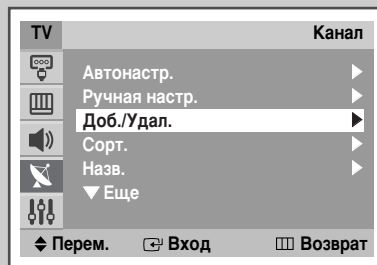 TV Канал
Автонастр.
Ручная настр.
Доб./Удал.
Сорт.
Назв.
▼ Еще
Перем. Вход Возврат